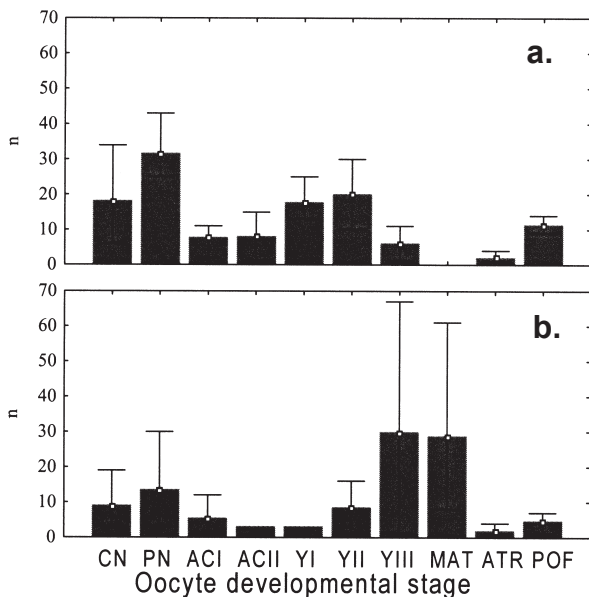 70
a.
60
50
40
n
30
20
10
0
70
b.
60
50
40
n
30
20
10
0
CN PN ACI ACII YI YII YIII MAT ATR POF
Oocyte developmental stage